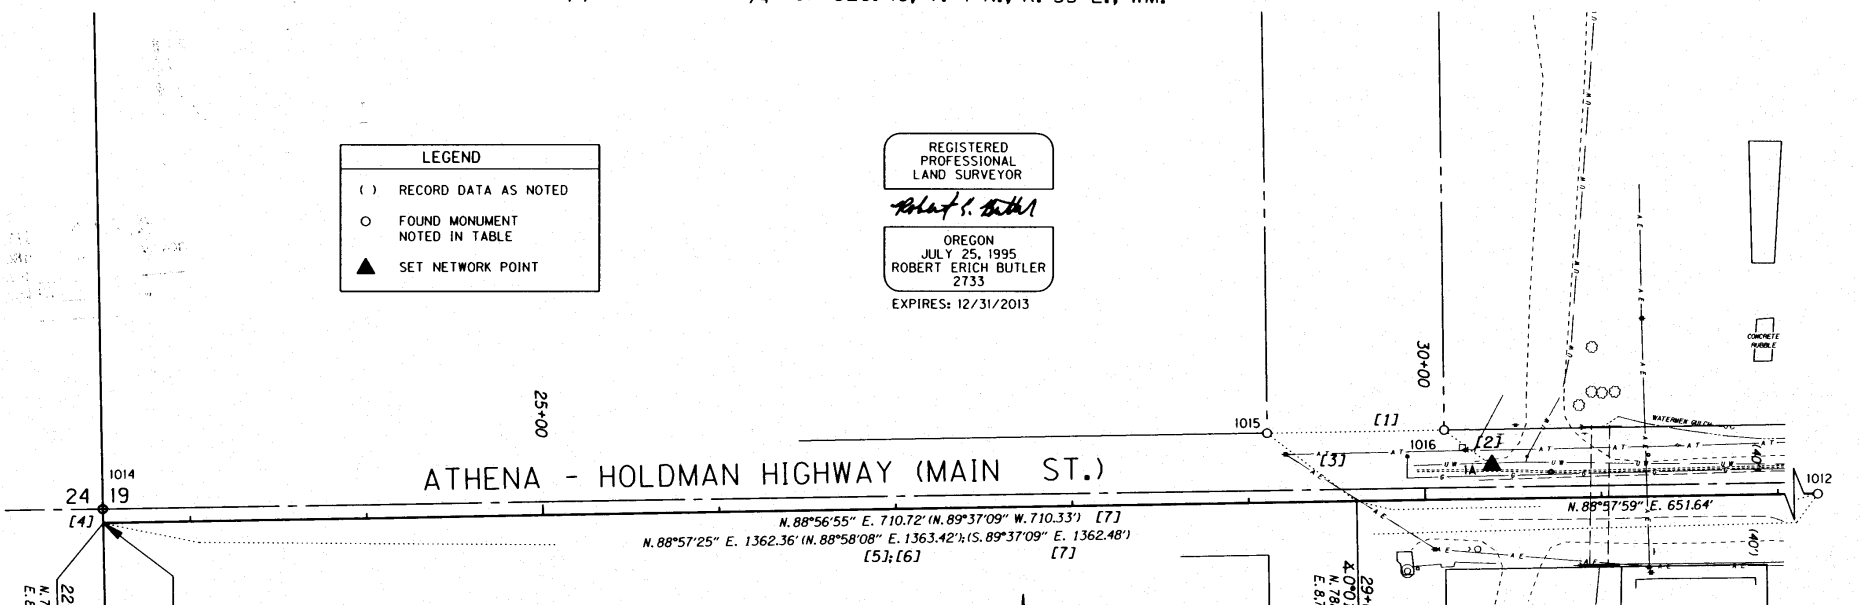 LEGEND
( ) RECORD DATA AS NOTED
FOUND MONUMENT
NOTED IN TABLE
SET NETWORK POINT
REGISTERED
PROFESSIONAL
LAND SURVEYOR
Robert E. Butler
OREGON
JULY 25, 1995
ROBERT ERICH BUTLER
2733
EXPIRES: 12/31/2013
CONCRETE
RUBBLE
25+00
30+00
1015
[1]
1016
[2]
[3]
1A
(40')
1012
1014
24 19
[4]
ATHENA - HOLDMAN HIGHWAY (MAIN ST.)
N. 88°56'55" E. 710.72' (N. 89°37'09" W. 710.33') [7]
N. 88°57'59" E. 651.64'
N. 88°57'25" E. 1362.36' (N. 88°58'08" E. 1363.42');(S. 89°37'09" E. 1362.48')
[5];[6] [7]
(40')